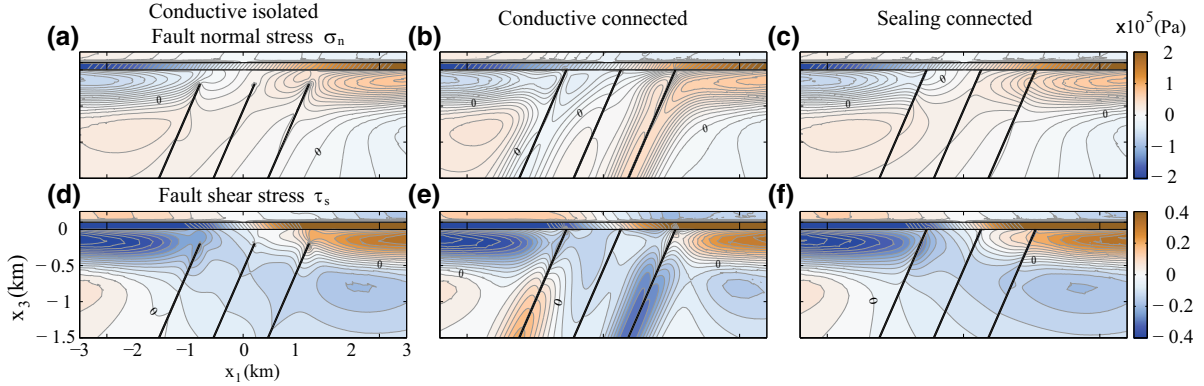 Conductive isolated
Conductive connected
Sealing connected
x10⁵ (Pa)
(a) Fault normal stress σn
(b)
(c)
0
0
0
0
0
0
0
2
1
0
−1
−2
(d) Fault shear stress τs
(e)
(f)
0
−0.5
−1
−1.5
x3 (km)
0
0
0
0
0
0
0
0.4
0.2
0
−0.2
−0.4
−3 −2 −1 0 1 2 3
x1 (km)